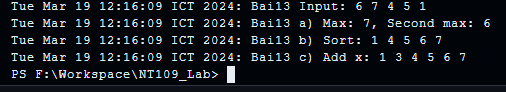 Tue Mar 19 12:16:09 ICT 2024: Bai13 Input: 6 7 4 5 1
Tue Mar 19 12:16:09 ICT 2024: Bai13 a) Max: 7, Second max: 6
Tue Mar 19 12:16:09 ICT 2024: Bai13 b) Sort: 1 4 5 6 7
Tue Mar 19 12:16:09 ICT 2024: Bai13 c) Add x: 1 3 4 5 6 7
PS F:\Workspace\NT109_Lab>